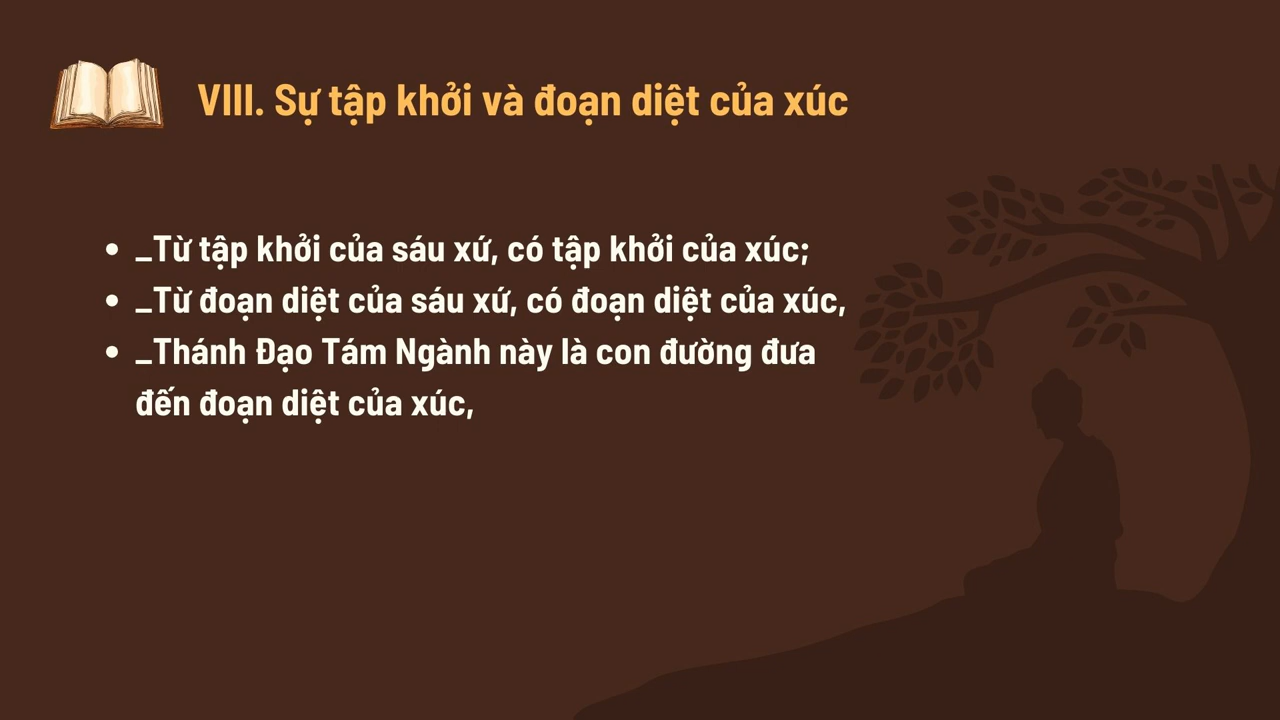 VIII. Sự tập khởi và đoạn diệt của xúc
• _Từ tập khởi của sáu xứ, có tập khởi của xúc;
• _Từ đoạn diệt của sáu xứ, có đoạn diệt của xúc,
• _Thánh Đạo Tám Ngành này là con đường đưa
đến đoạn diệt của xúc,